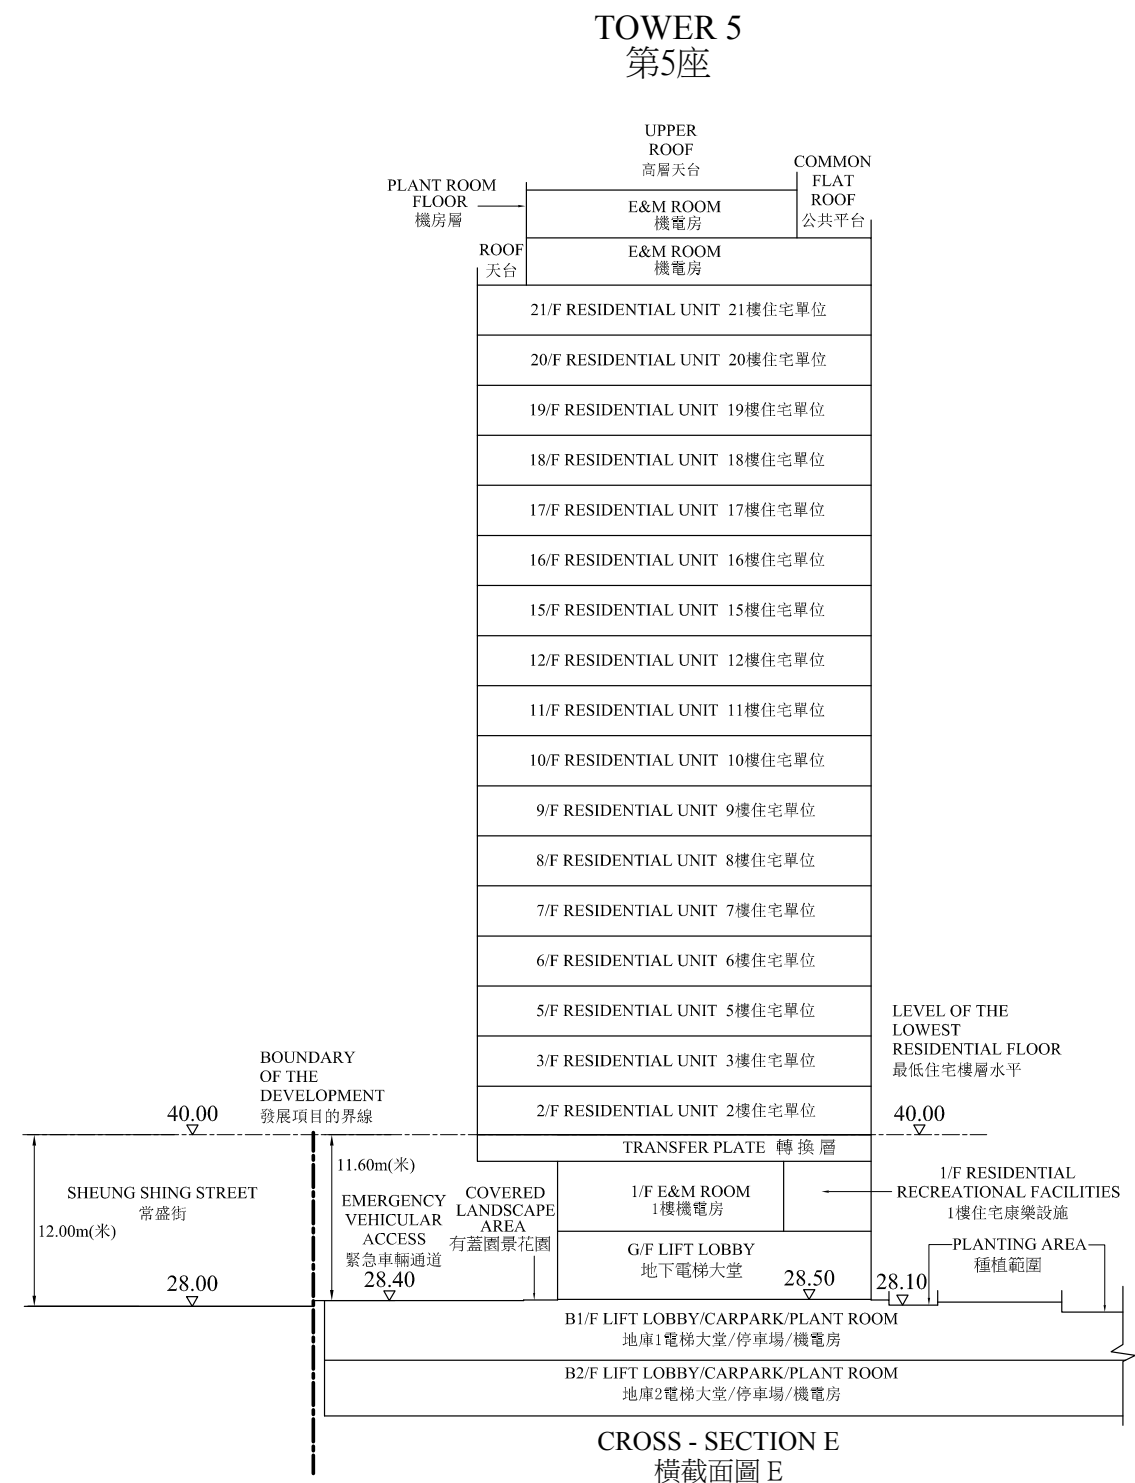 TOWER 5
第5座
UPPER
ROOF
高層天台
COMMON
FLAT
ROOF
公共平台
PLANT ROOM
FLOOR
機房層
E&M ROOM
機電房
ROOF
天台
E&M ROOM
機電房
21/F RESIDENTIAL UNIT 21樓住宅單位
20/F RESIDENTIAL UNIT 20樓住宅單位
19/F RESIDENTIAL UNIT 19樓住宅單位
18/F RESIDENTIAL UNIT 18樓住宅單位
17/F RESIDENTIAL UNIT 17樓住宅單位
16/F RESIDENTIAL UNIT 16樓住宅單位
15/F RESIDENTIAL UNIT 15樓住宅單位
12/F RESIDENTIAL UNIT 12樓住宅單位
11/F RESIDENTIAL UNIT 11樓住宅單位
10/F RESIDENTIAL UNIT 10樓住宅單位
9/F RESIDENTIAL UNIT 9樓住宅單位
8/F RESIDENTIAL UNIT 8樓住宅單位
7/F RESIDENTIAL UNIT 7樓住宅單位
6/F RESIDENTIAL UNIT 6樓住宅單位
5/F RESIDENTIAL UNIT 5樓住宅單位
3/F RESIDENTIAL UNIT 3樓住宅單位
2/F RESIDENTIAL UNIT 2樓住宅單位
LEVEL OF THE
LOWEST
RESIDENTIAL FLOOR
最低住宅樓層水平
40.00
BOUNDARY
OF THE
DEVELOPMENT
發展項目的界線
40.00
TRANSFER PLATE 轉換層
11.60m(米)
SHEUNG SHING STREET
常盛街
12.00m(米)
28.00
EMERGENCY
VEHICULAR
ACCESS
緊急車輛通道
28.40
COVERED
LANDSCAPE
AREA
有蓋園景花園
1/F E&M ROOM
1樓機電房
1/F RESIDENTIAL
RECREATIONAL FACILITIES
1樓住宅康樂設施
G/F LIFT LOBBY
地下電梯大堂
28.50
28.10
PLANTING AREA
種植範圍
B1/F LIFT LOBBY/CARPARK/PLANT ROOM
地庫1電梯大堂/停車場/機電房
B2/F LIFT LOBBY/CARPARK/PLANT ROOM
地庫2電梯大堂/停車場/機電房
CROSS - SECTION E
橫截面圖 E